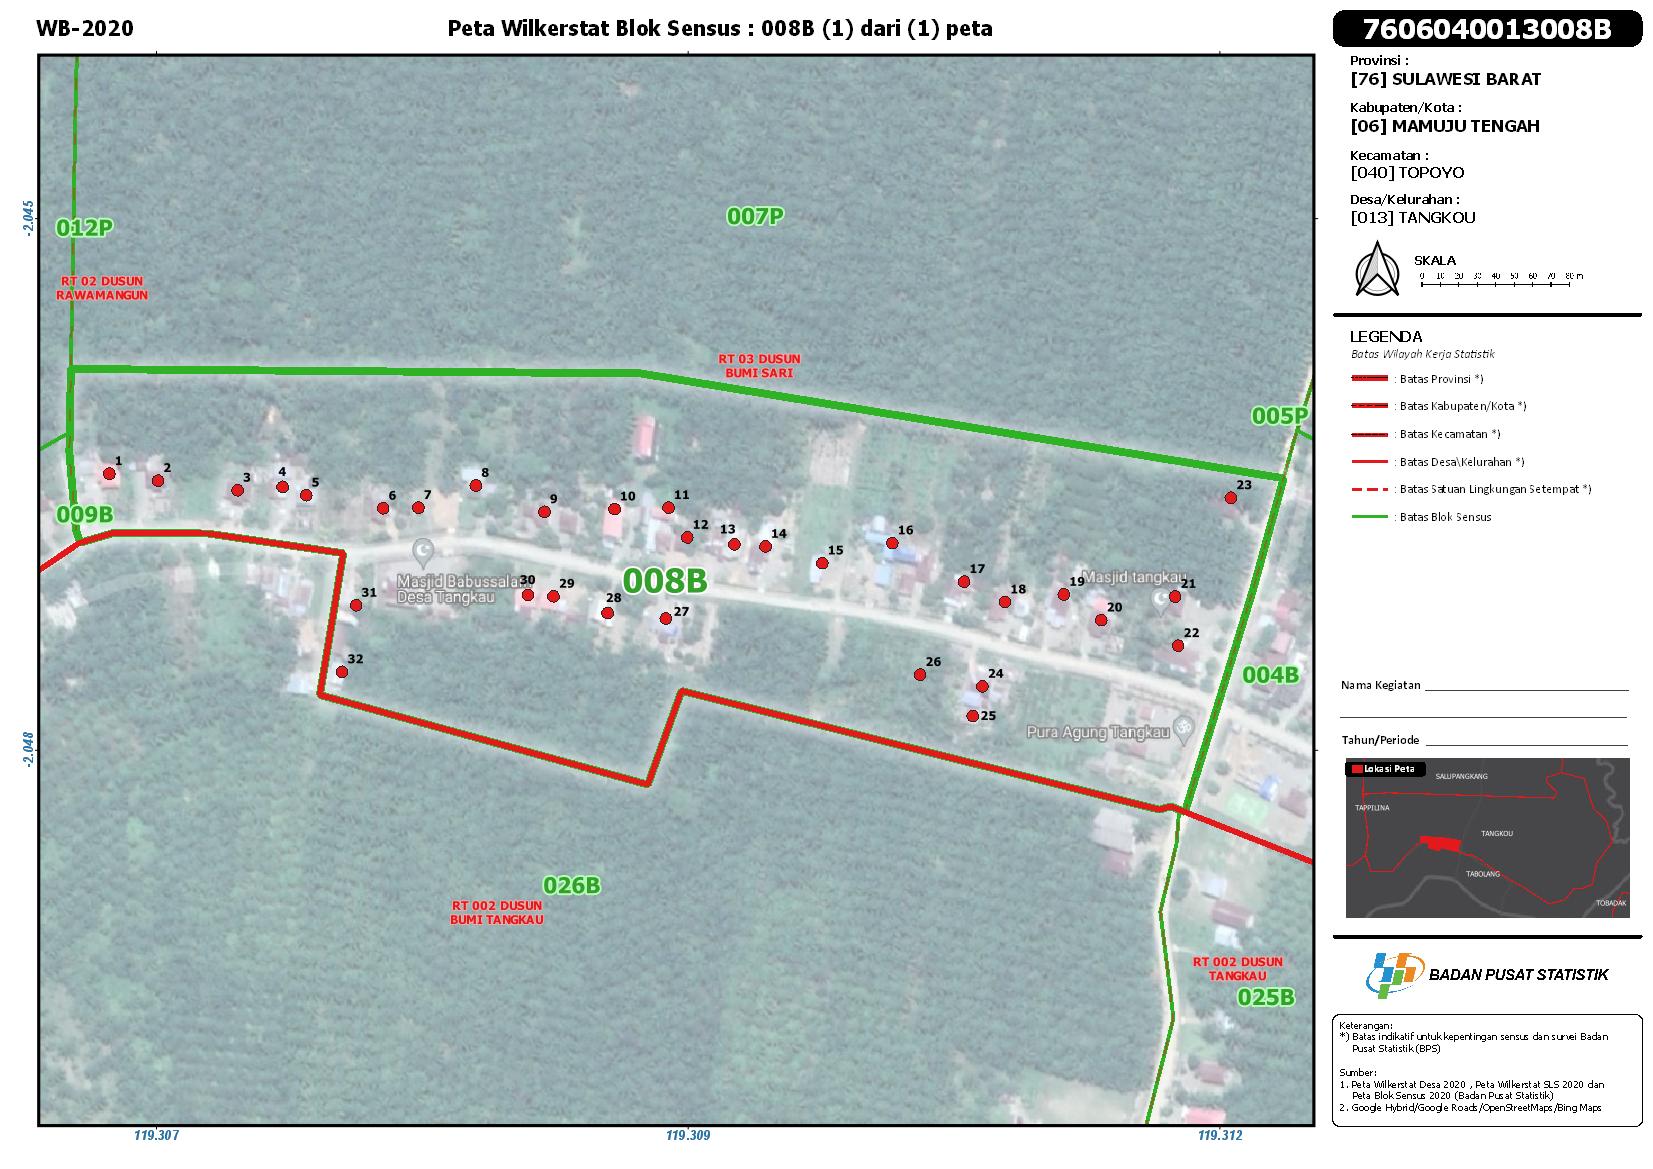 WB-2020
Peta Wilkerstat Blok Sensus : 008B (1) dari (1) peta
7606040013008B
Provinsi :
[76] SULAWESI BARAT
Kabupaten/Kota :
[06] MAMUJU TENGAH
Kecamatan :
[040] TOPOYO
Desa/Kelurahan :
[013] TANGKOU
SKALA
0 10 20 30 40 50 60 70 80 m
LEGENDA
Batas Wilayah Kerja Statistik
: Batas Provinsi *)
: Batas Kabupaten/Kota *)
: Batas Kecamatan *)
: Batas Desa\Kelurahan *)
: Batas Satuan Lingkungan Setempat *)
: Batas Blok Sensus
Nama Kegiatan
Tahun/Periode
Lokasi Peta
SALUPANGKANG
TAPPILINA
TANGKOU
TABOLANG
TOBADAK
BADAN PUSAT STATISTIK
Keterangan:
*) Batas indikatif untuk kepentingan sensus dan survei Badan
Pusat Statistik (BPS)
Sumber:
1. Peta Wilkerstat Desa 2020 , Peta Wilkerstat SLS 2020 dan
Peta Blok Sensus 2020 (Badan Pusat Statistik)
2. Google Hybrid/Google Roads/OpenStreetMaps/Bing Maps
-2.045
-2.048
119.307
119.309
119.312
012P
007P
RT 02 DUSUN
RAWAMANGUN
RT 03 DUSUN
BUMI SARI
005P
009B
008B
004B
1
2
3
4
5
6
7
8
9
10
11
12
13
14
15
16
17
18
19
20
21
22
23
24
25
26
27
28
29
30
31
32
Masjid Babussalam
Desa Tangkau
Masjid tangkau
Pura Agung Tangkau
026B
RT 002 DUSUN
BUMI TANGKAU
RT 002 DUSUN
TANGKAU
025B